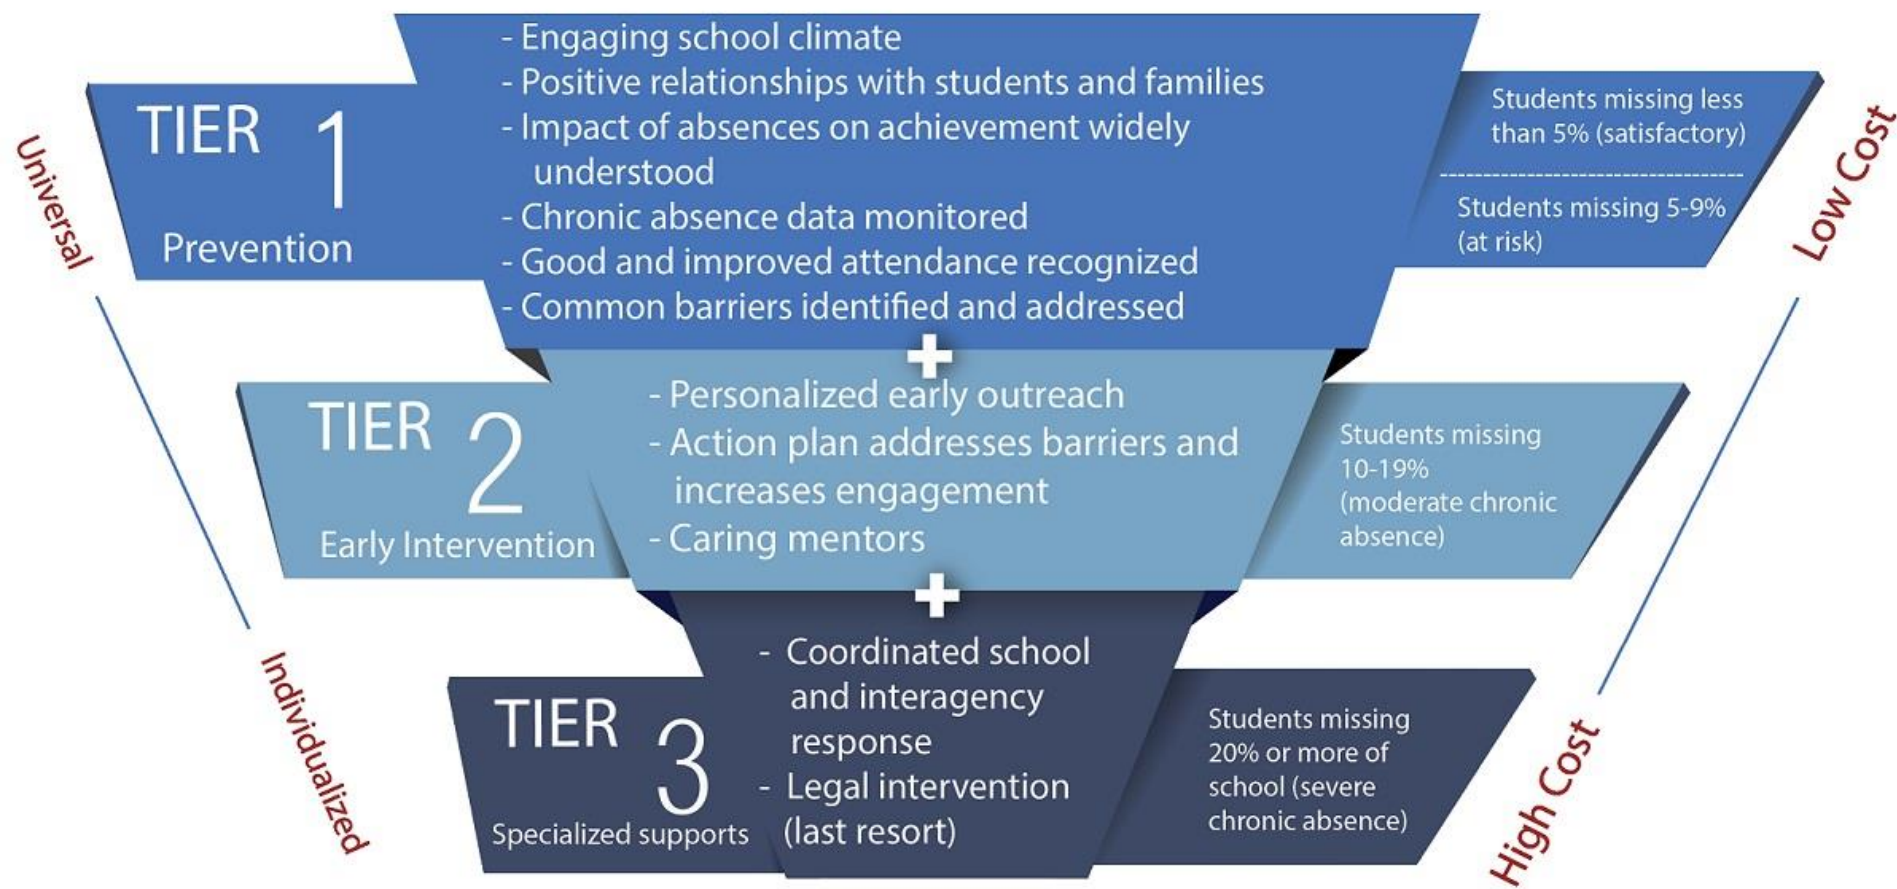 Universal
Individualized
TIER 1
Prevention
- Engaging school climate
- Positive relationships with students and families
- Impact of absences on achievement widely
understood
- Chronic absence data monitored
- Good and improved attendance recognized
- Common barriers identified and addressed
Students missing less
than 5% (satisfactory)
Students missing 5-9%
(at risk)
+
TIER 2
Early Intervention
- Personalized early outreach
- Action plan addresses barriers and
increases engagement
- Caring mentors
Students missing
10-19%
(moderate chronic
absence)
+
TIER 3
Specialized supports
- Coordinated school
and interagency
response
- Legal intervention
(last resort)
Students missing
20% or more of
school (severe
chronic absence)
Low Cost
High Cost